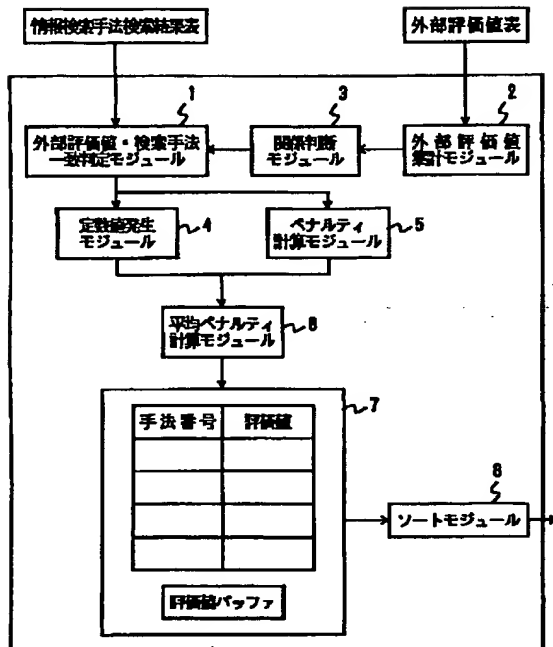 情報検索手法検索結果表
外部評価値表
1
外部評価値・検索手法
一致判定モジュール
3
関係判断
モジュール
2
外部評価値
集計モジュール
定数値発生
モジュール
4
ペナルティ
計算モジュール
5
平均ペナルティ
計算モジュール
6
7
手法番号
評価値
評価値バッファ
8
ソートモジュール